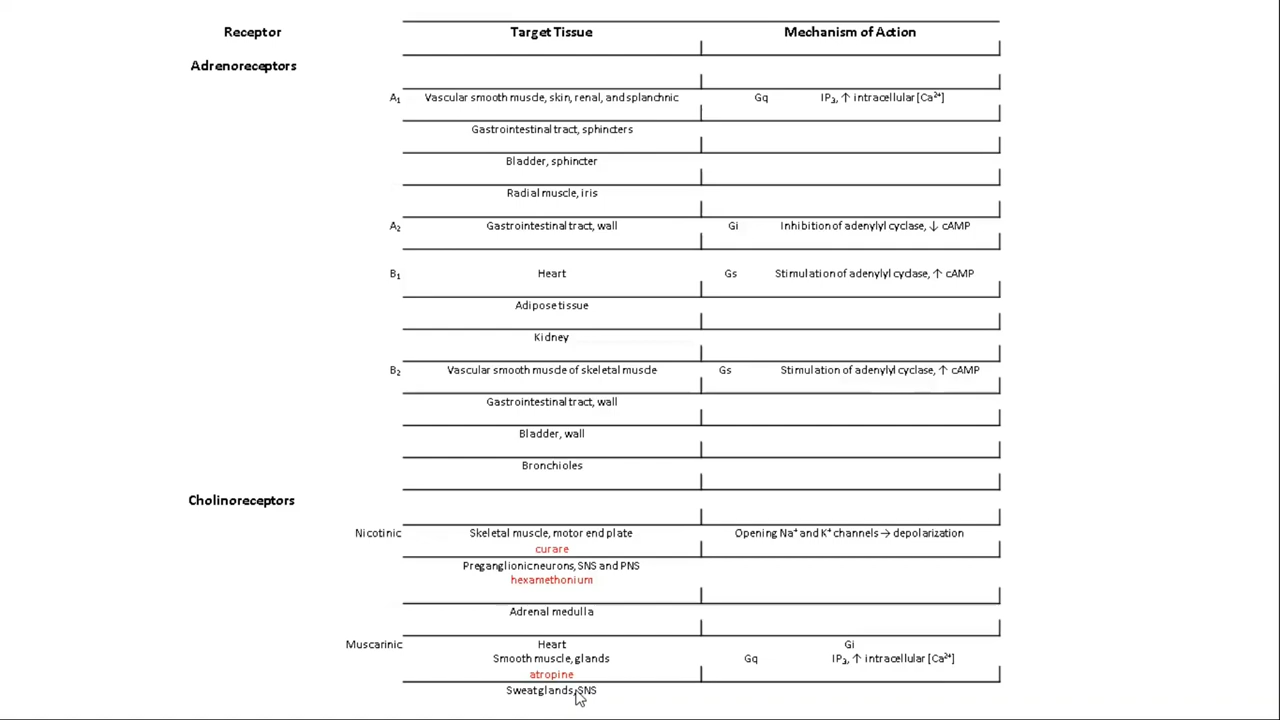 Receptor Target Tissue Mechanism of Action
Adrenoreceptors
A₁ Vascular smooth muscle, skin, renal, and splanchnic Gq IP₃, ↑ intracellular [Ca²⁺]
Gastrointestinal tract, sphincters
Bladder, sphincter
Radial muscle, iris
A₂ Gastrointestinal tract, wall Gi Inhibition of adenylyl cyclase, ↓ cAMP
B₁ Heart Gs Stimulation of adenylyl cyclase, ↑ cAMP
Adipose tissue
Kidney
B₂ Vascular smooth muscle of skeletal muscle Gs Stimulation of adenylyl cyclase, ↑ cAMP
Gastrointestinal tract, wall
Bladder, wall
Bronchioles
Cholinoreceptors
Nicotinic Skeletal muscle, motor end plate Opening Na⁺ and K⁺ channels → depolarization
curare
Preganglionic neurons, SNS and PNS
hexamethonium
Adrenal medulla
Muscarinic Heart Gi
Smooth muscle, glands Gq IP₃, ↑ intracellular [Ca²⁺]
atropine
Sweat glands, SNS